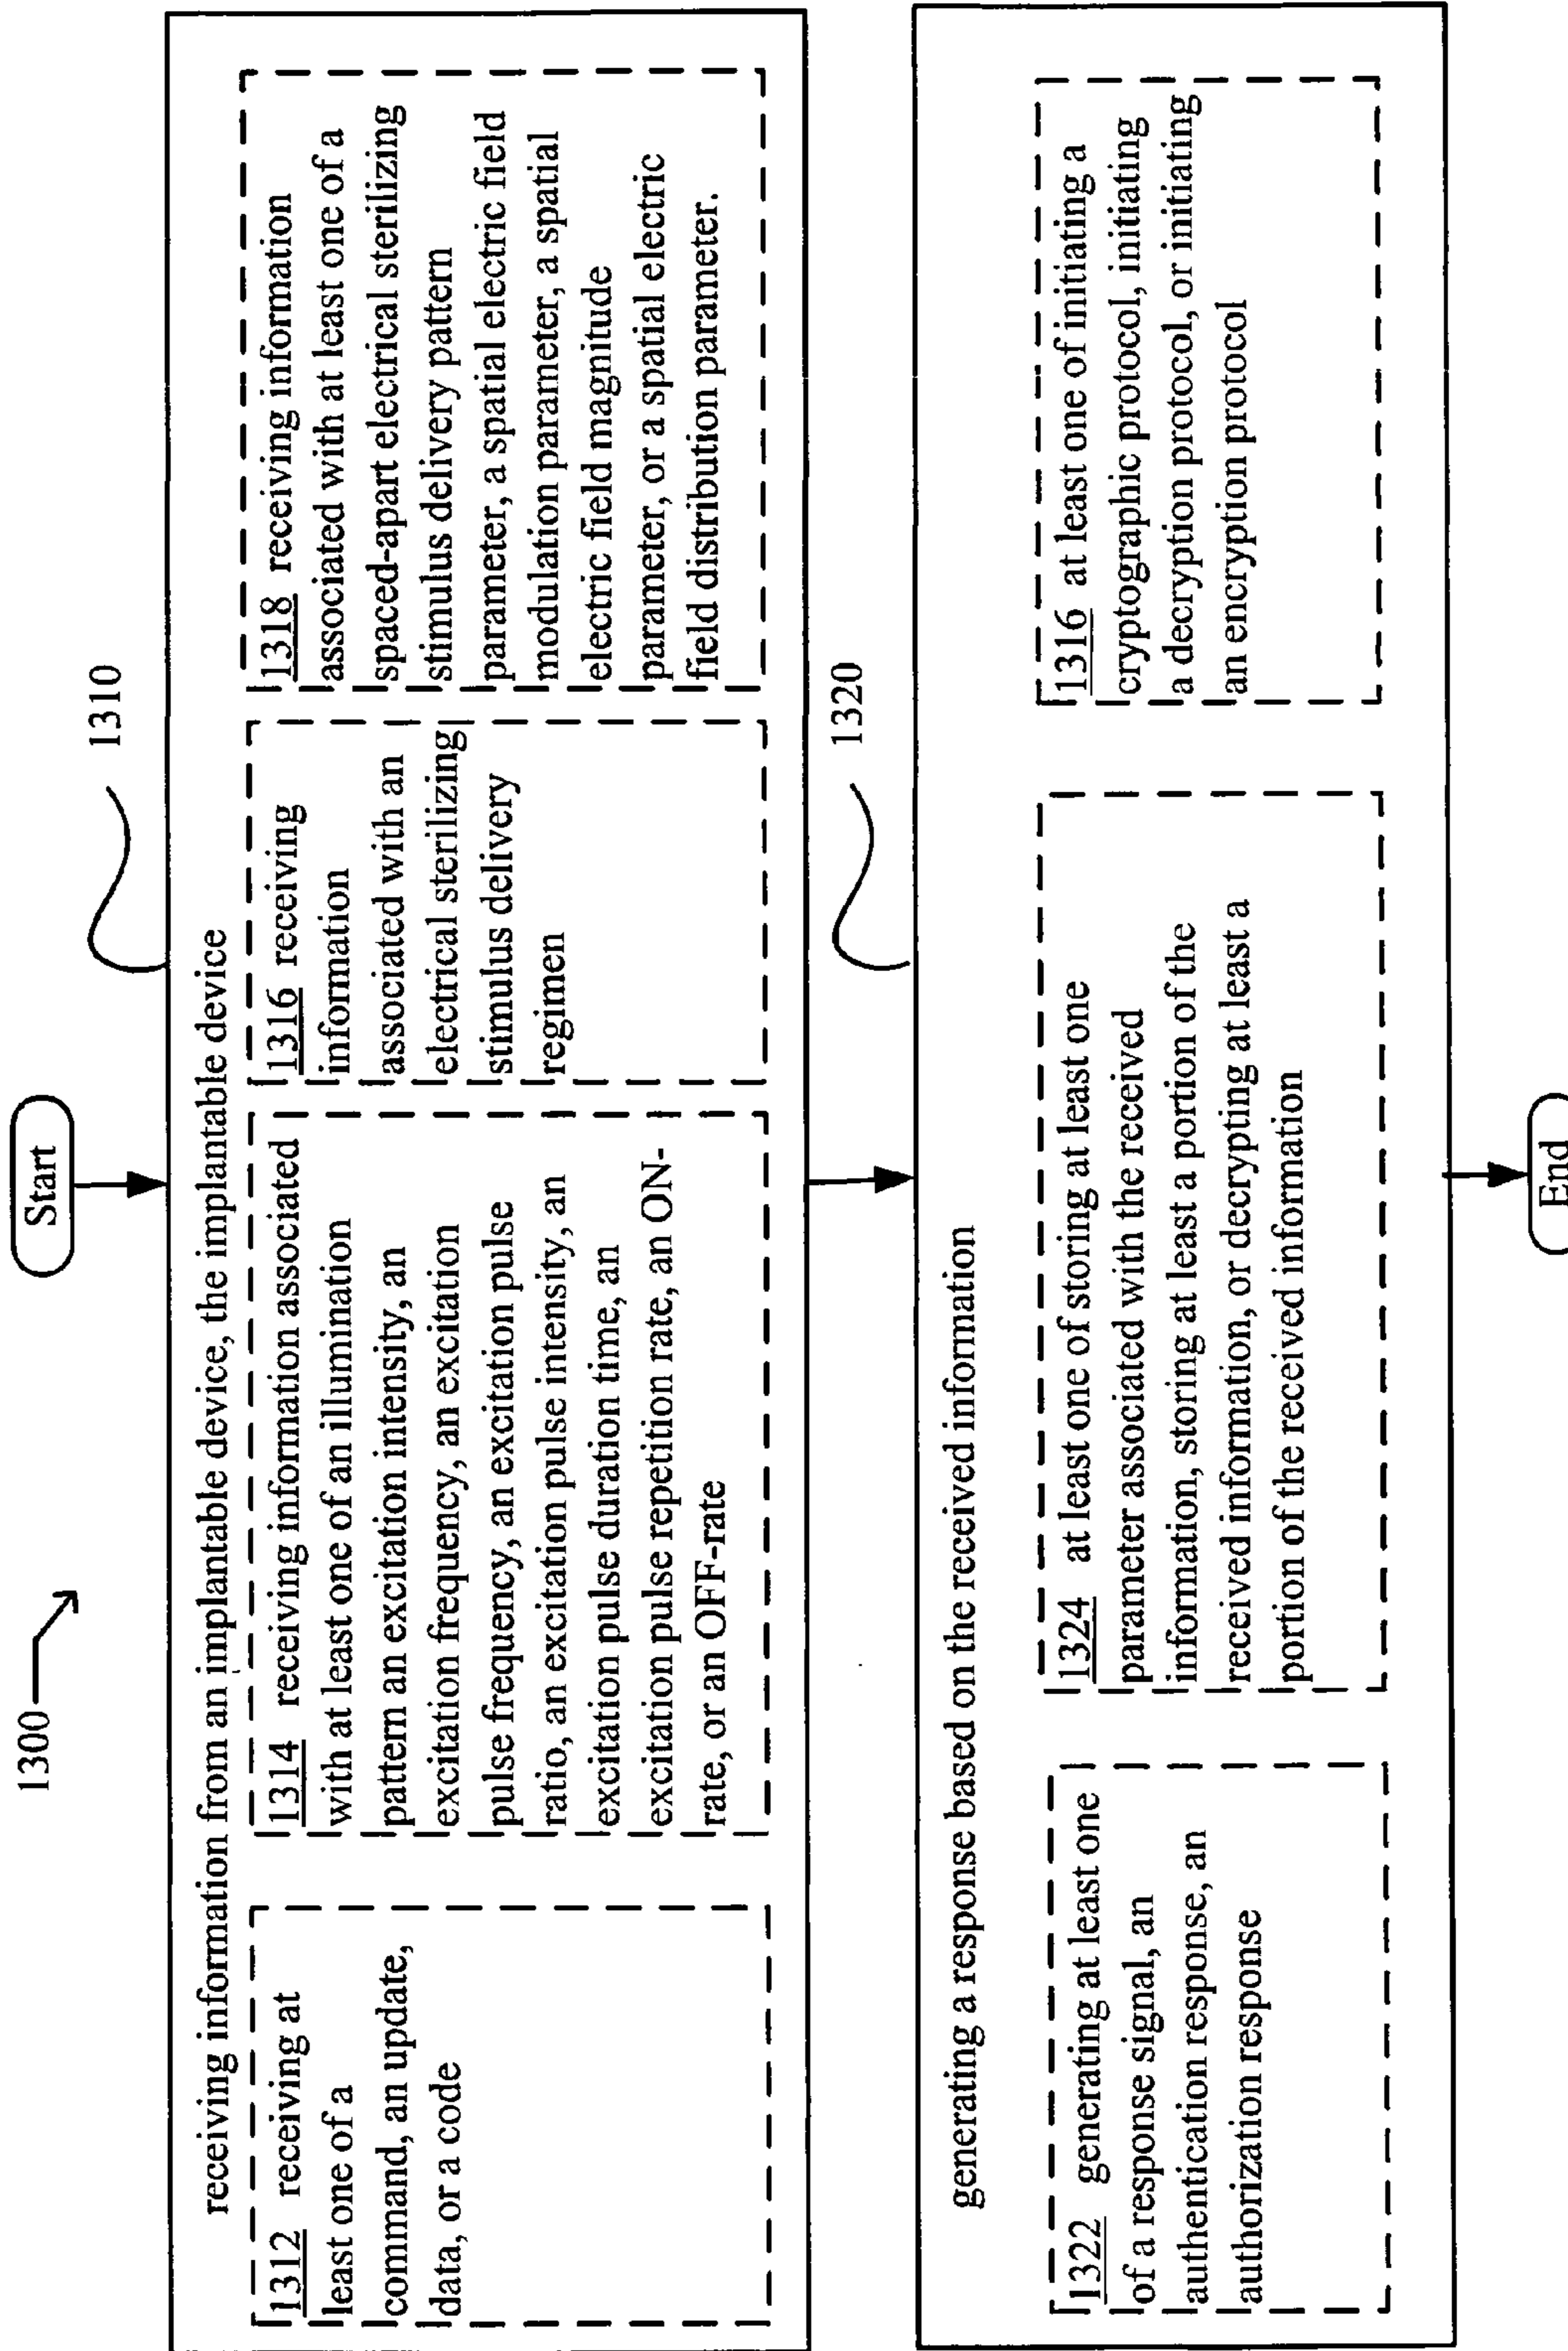 1300
Start
1310
receiving information from an implantable device, the implantable device
1312 receiving at
least one of a
command, an update,
data, or a code
1314 receiving information associated
with at least one of an illumination
pattern an excitation intensity, an
excitation frequency, an excitation
pulse frequency, an excitation pulse
ratio, an excitation pulse intensity, an
excitation pulse duration time, an
excitation pulse repetition rate, an ON-
rate, or an OFF-rate
1316 receiving
information
associated with an
electrical sterilizing
stimulus delivery
regimen
1318 receiving information
associated with at least one of a
spaced-apart electrical sterilizing
stimulus delivery pattern
parameter, a spatial electric field
modulation parameter, a spatial
electric field magnitude
parameter, or a spatial electric
field distribution parameter.
1320
generating a response based on the received information
1322 generating at least one
of a response signal, an
authentication response, an
authorization response
1324 at least one of storing at least one
parameter associated with the received
information, storing at least a portion of the
received information, or decrypting at least a
portion of the received information
1316 at least one of initiating a
cryptographic protocol, initiating
a decryption protocol, or initiating
an encryption protocol
End